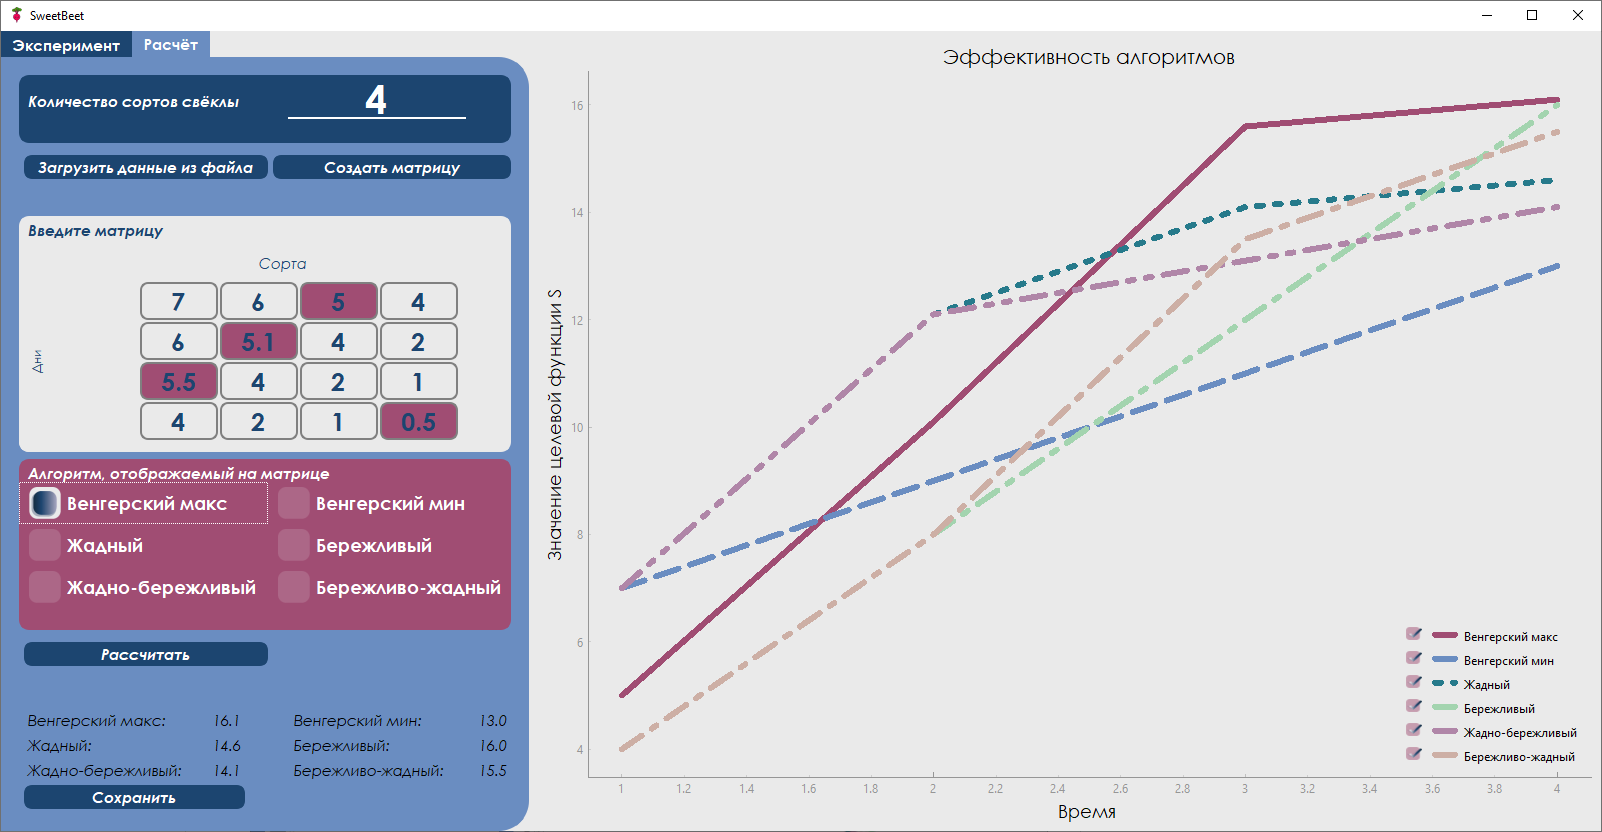 SweetBeet
Эксперимент
Расчёт
Количество сортов свёклы
4
Загрузить данные из файла
Создать матрицу
Введите матрицу
Сорта
Дни
7 6 5 4
6 5.1 4 2
5.5 4 2 1
4 2 1 0.5
Алгоритм, отображаемый на матрице
Венгерский макс
Венгерский мин
Жадный
Бережливый
Жадно-бережливый
Бережливо-жадный
Рассчитать
Венгерский макс: 16.1
Венгерский мин: 13.0
Жадный: 14.6
Бережливый: 16.0
Жадно-бережливый: 14.1
Бережливо-жадный: 15.5
Сохранить
Эффективность алгоритмов
Значение целевой функции S
16
14
12
10
8
6
4
1 1.2 1.4 1.6 1.8 2 2.2 2.4 2.6 2.8 3 3.2 3.4 3.6 3.8 4
Время
Венгерский макс
Венгерский мин
Жадный
Бережливый
Жадно-бережливый
Бережливо-жадный